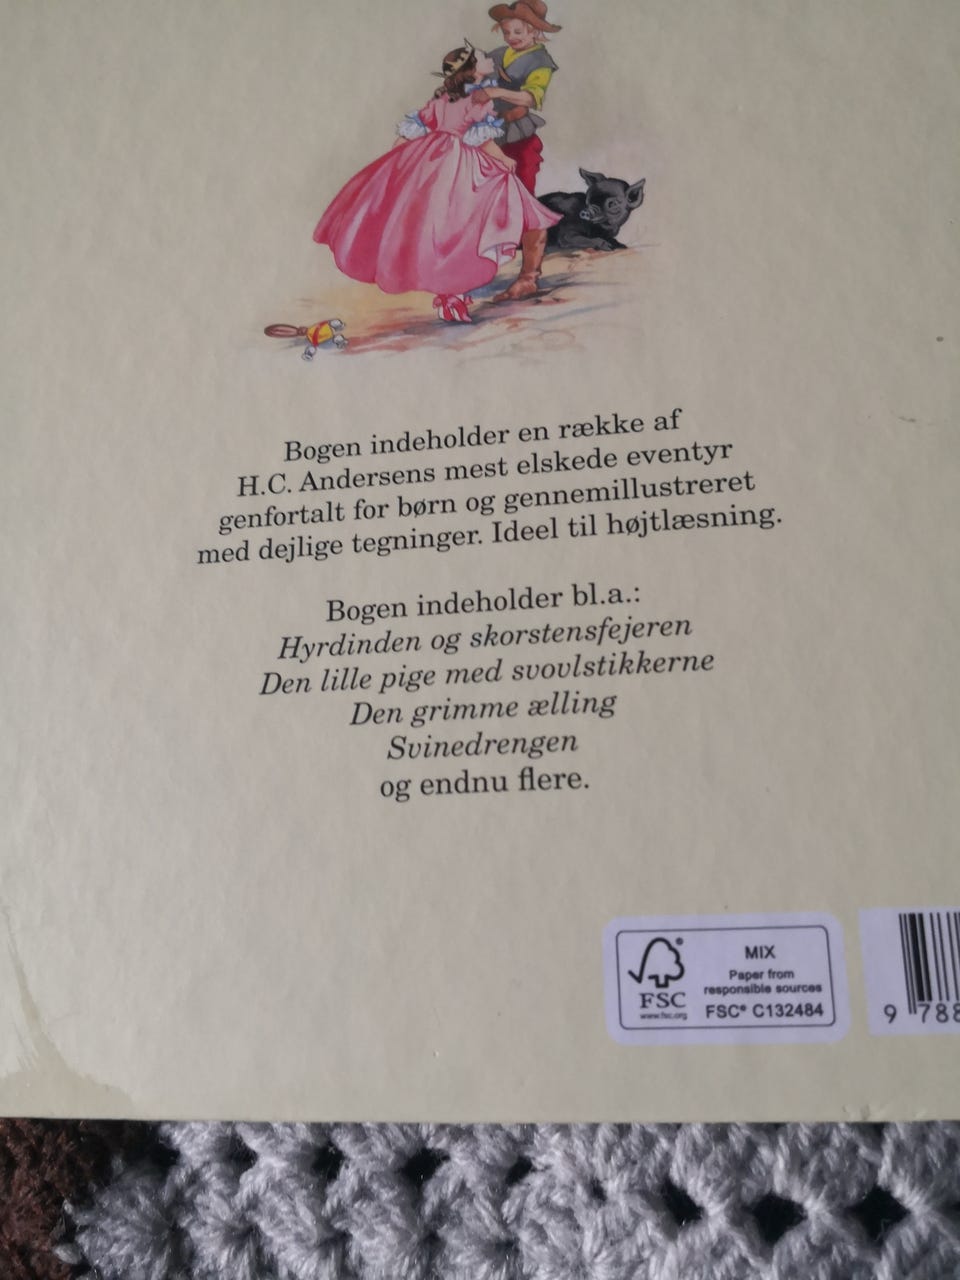 Bogen indeholder en række af
H.C. Andersens mest elskede eventyr
genfortalt for børn og gennemillustreret
med dejlige tegninger. Ideel til højtlæsning.
Bogen indeholder bl.a.:
Hyrdinden og skorstensfejeren
Den lille pige med svovlstikkerne
Den grimme ælling
Svinedrengen
og endnu flere.
FSC
www.fsc.org
MIX
Paper from
responsible sources
FSC® C132484
9 788